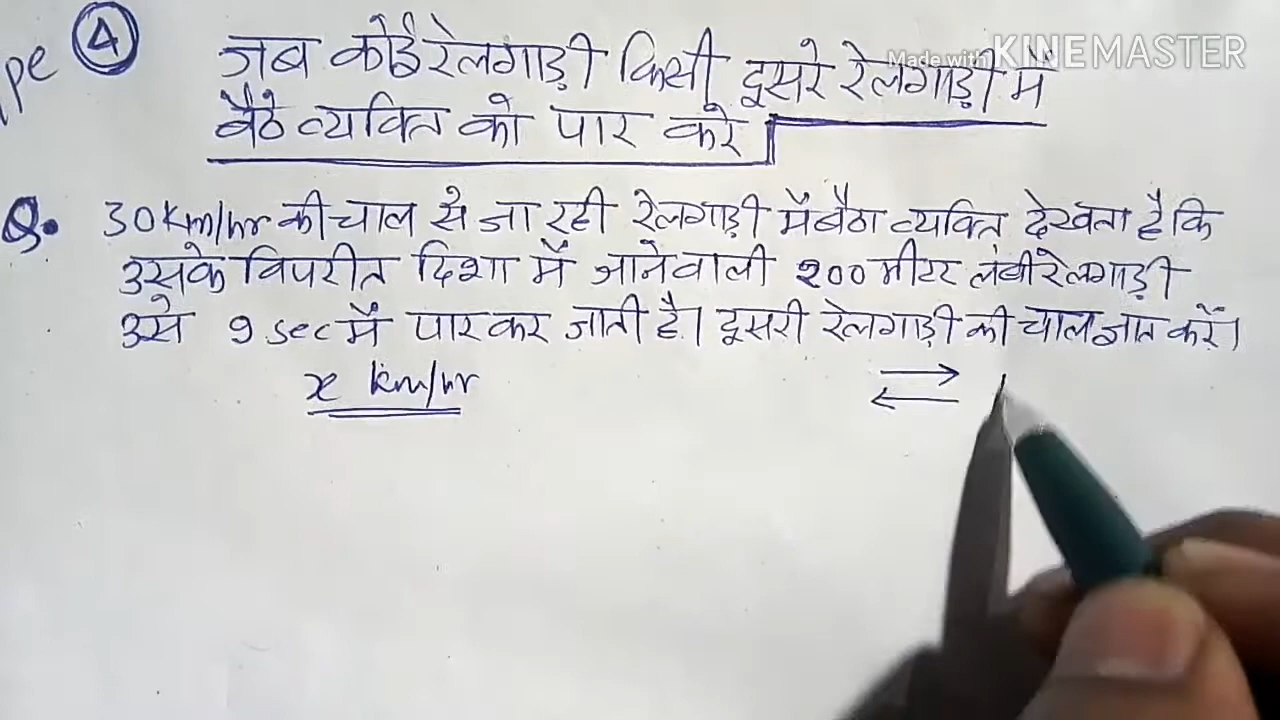 pe 4
जब कोई रेलगाड़ी किसी दूसरे रेलगाड़ी में
बैठे व्यक्ति को पार करे
Made with KINEMASTER
Q. 30 km/hr की चाल से जा रही रेलगाड़ी में बैठा व्यक्ति देखता है कि
उसके विपरीत दिशा में जानेवाली 200 मीटर लंबी रेलगाड़ी
उसे 9 sec में पार कर जाती है। दूसरी रेलगाड़ी की चाल ज्ञात करें।
x km/hr